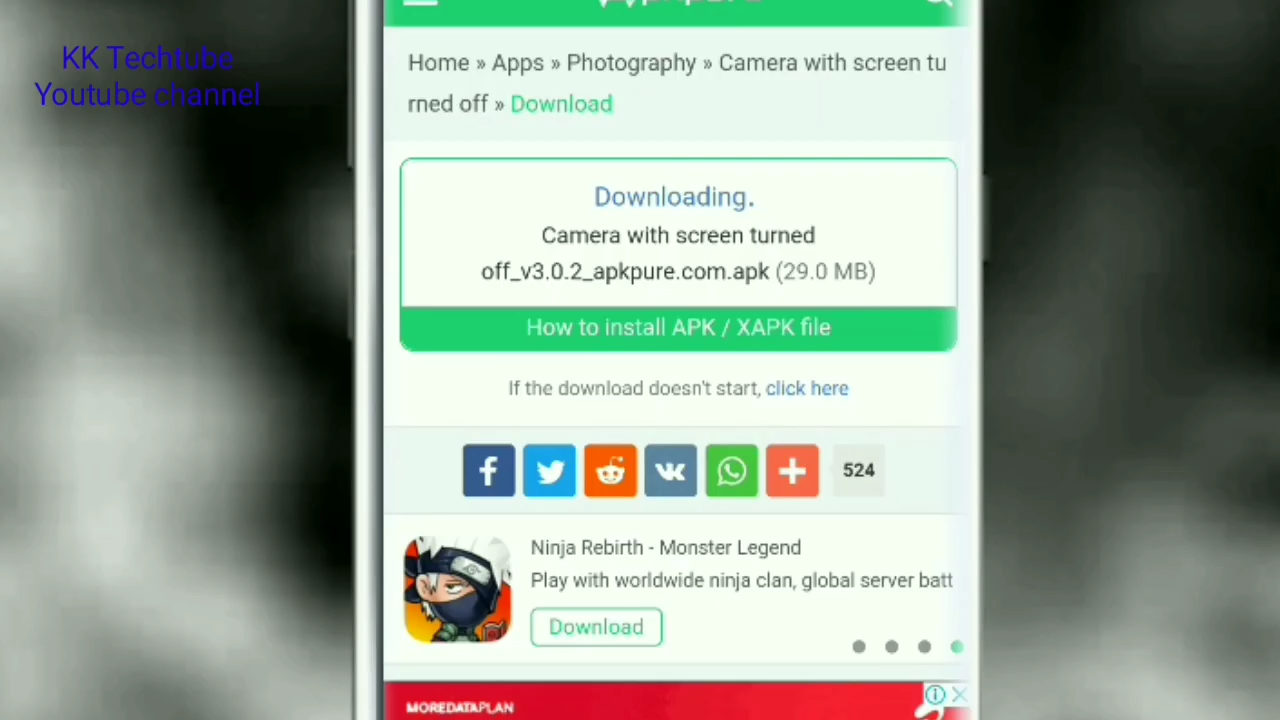 KK Techtube
Youtube channel
Home » Apps » Photography » Camera with screen tu
rned off » Download
Downloading.
Camera with screen turned
off_v3.0.2_apkpure.com.apk (29.0 MB)
How to install APK / XAPK file
If the download doesn't start, click here
524
Ninja Rebirth - Monster Legend
Play with worldwide ninja clan, global server batt
Download
MOREDATAPLAN